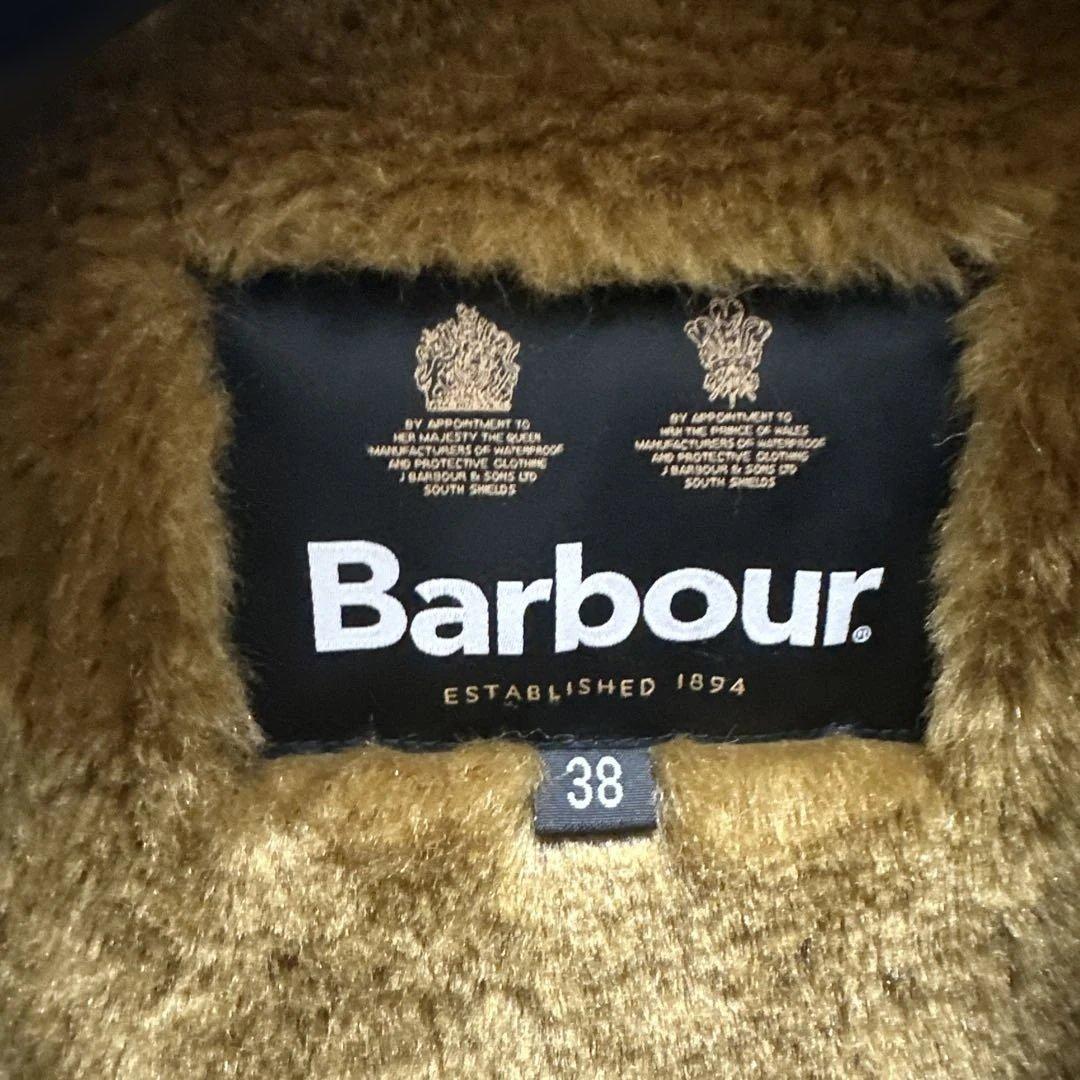 BY APPOINTMENT TO
HER MAJESTY THE QUEEN
MANUFACTURERS OF WATERPROOF
AND PROTECTIVE CLOTHING
J BARBOUR & SONS LTD
SOUTH SHIELDS
BY APPOINTMENT TO
HRH THE PRINCE OF WALES
MANUFACTURERS OF WATERPROOF
AND PROTECTIVE CLOTHING
J BARBOUR & SONS LTD
SOUTH SHIELDS
Barbour®
ESTABLISHED 1894
38